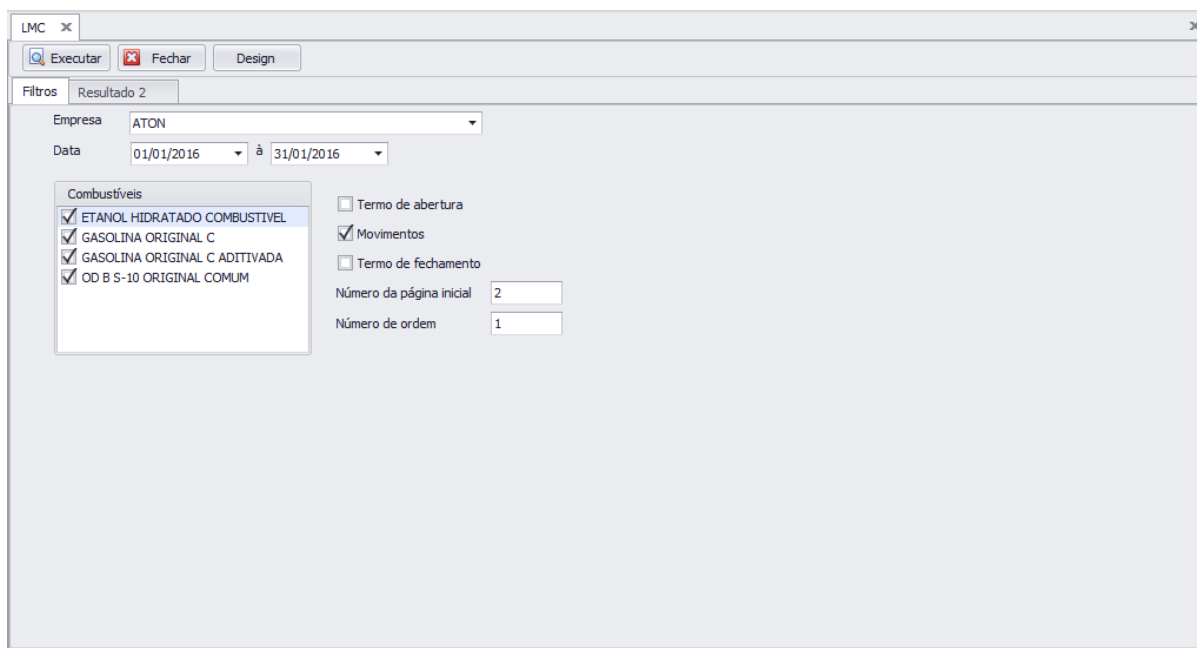 LMC
Executar Fechar Design
Filtros Resultado 2
Empresa ATON
Data 01/01/2016 à 31/01/2016
Combustíveis
ETANOL HIDRATADO COMBUSTIVEL
GASOLINA ORIGINAL C
GASOLINA ORIGINAL C ADITIVADA
OD B S-10 ORIGINAL COMUM
Termo de abertura
Movimentos
Termo de fechamento
Número da página inicial 2
Número de ordem 1